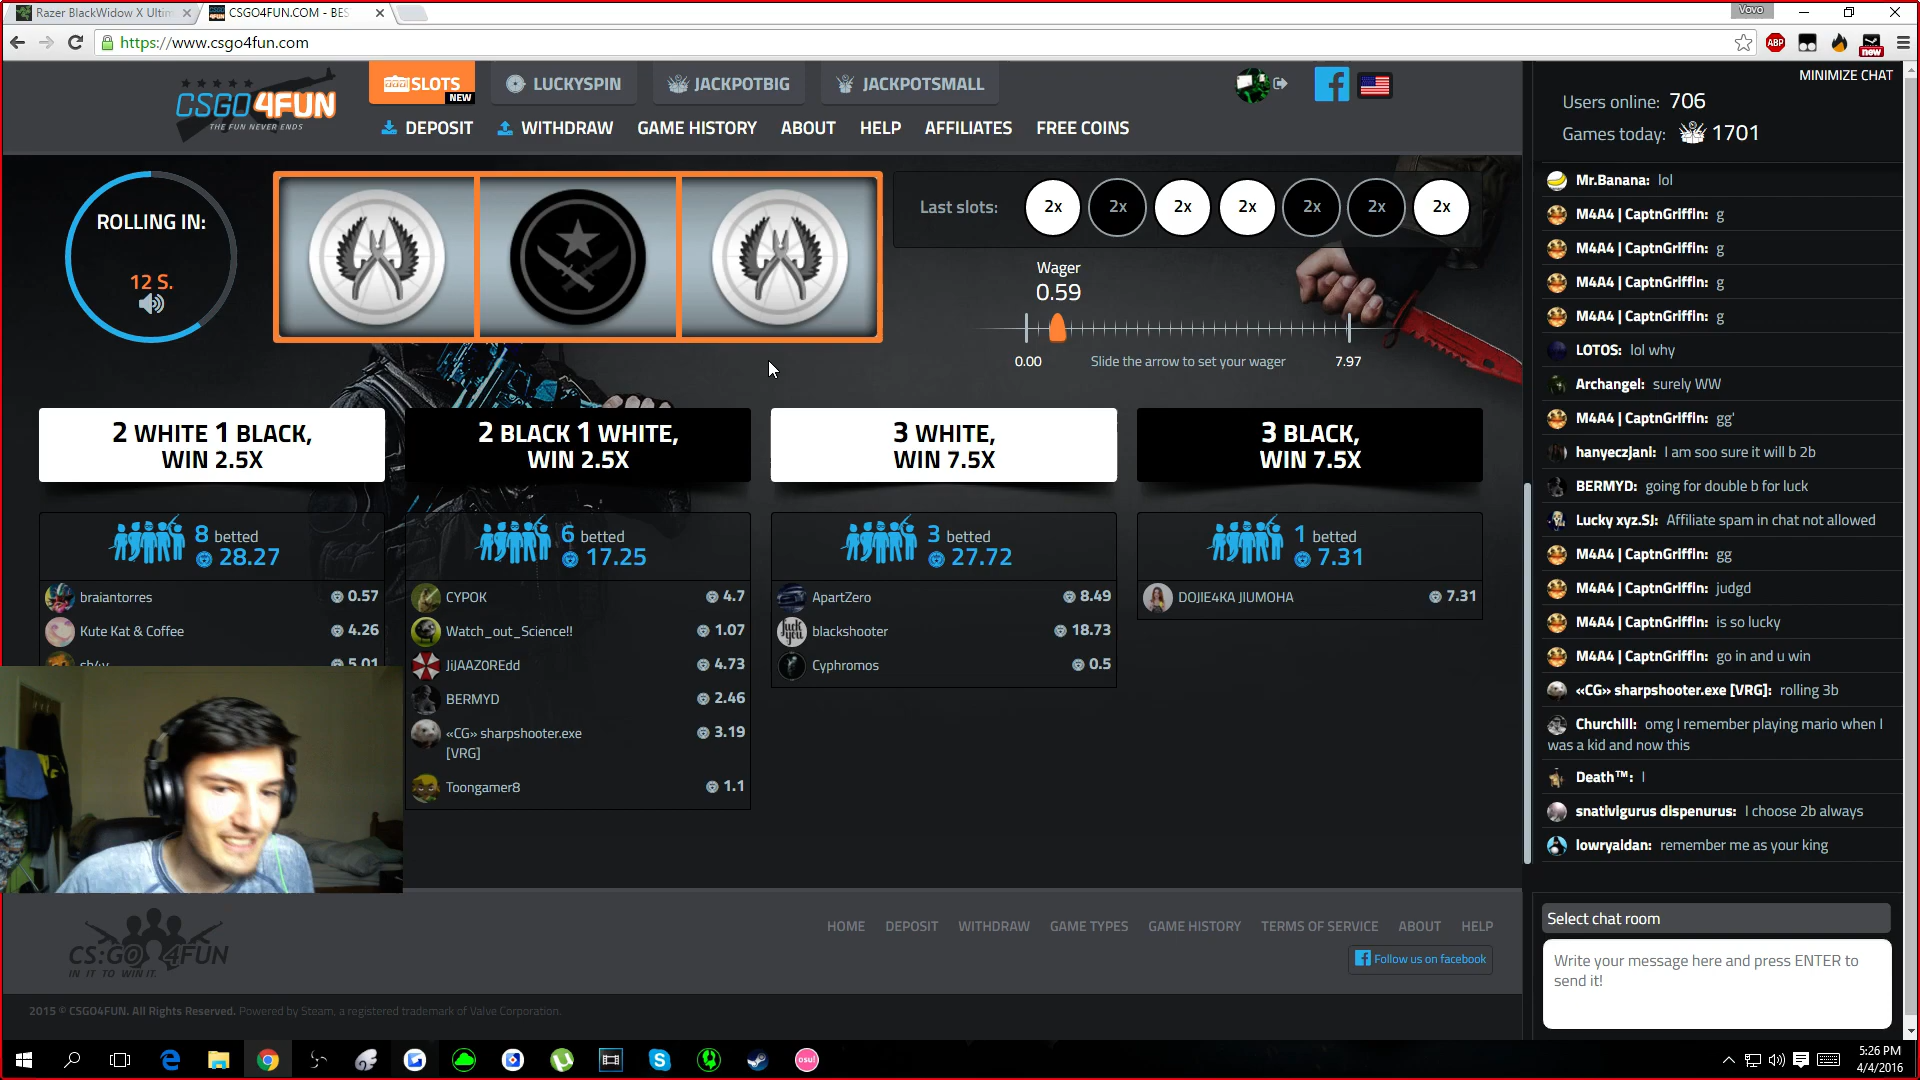 Razer BlackWidow X Ultim
CSGO4FUN.COM - BES
Vovo
https://www.csgo4fun.com
ABP
new
CSGO4FUN
THE FUN NEVER ENDS
SLOTS
NEW
LUCKYSPIN
JACKPOTBIG
JACKPOTSMALL
DEPOSIT
WITHDRAW
GAME HISTORY
ABOUT
HELP
AFFILIATES
FREE COINS
ROLLING IN:
12 S.
Last slots:
2x
2x
2x
2x
2x
2x
2x
Wager
0.59
0.00
Slide the arrow to set your wager
7.97
2 WHITE 1 BLACK,
WIN 2.5X
2 BLACK 1 WHITE,
WIN 2.5X
3 WHITE,
WIN 7.5X
3 BLACK,
WIN 7.5X
8 betted
28.27
braiantorres 0.57
Kute Kat & Coffee 4.26
sh4y 5.01
6 betted
17.25
CYPOK 4.7
Watch_out_Science!! 1.07
JiJAAZOREdd 4.73
BERMYD 2.46
«CG» sharpshooter.exe 3.19
[VRG]
Toongamer8 1.1
3 betted
27.72
ApartZero 8.49
blackshooter 18.73
Cyphromos 0.5
1 betted
7.31
DOJIE4KA JIUMOHA 7.31
MINIMIZE CHAT
Users online: 706
Games today: 1701
Mr.Banana: lol
M4A4 | CaptnGriffIn: g
M4A4 | CaptnGriffIn: g
M4A4 | CaptnGriffIn: g
M4A4 | CaptnGriffIn: g
LOTOS: lol why
Archangel: surely WW
M4A4 | CaptnGriffIn: gg'
hanyeczjani: I am soo sure it will b 2b
BERMYD: going for double b for luck
Lucky xyz.SJ: Affiliate spam in chat not allowed
M4A4 | CaptnGriffIn: gg
M4A4 | CaptnGriffIn: judgd
M4A4 | CaptnGriffIn: is so lucky
M4A4 | CaptnGriffIn: go in and u win
«CG» sharpshooter.exe [VRG]: rolling 3b
Churchill: omg I remember playing mario when I
was a kid and now this
Death™: I
snativigurus dispenurus: I choose 2b always
lowryaidan: remember me as your king
Select chat room
Write your message here and press ENTER to
send it!
CS:GO 4FUN
IN IT TO WIN IT.
HOME
DEPOSIT
WITHDRAW
GAME TYPES
GAME HISTORY
TERMS OF SERVICE
ABOUT
HELP
Follow us on facebook
2015 © CSGO4FUN. All Rights Reserved. Powered by Steam, a registered trademark of Valve Corporation.
osu!
5:26 PM
4/4/2016